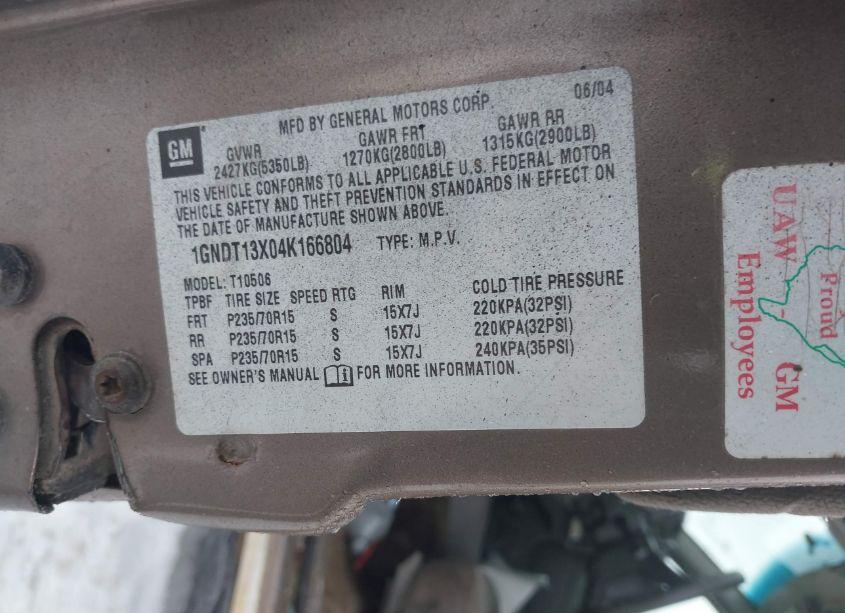 GM
MFD BY GENERAL MOTORS CORP. 06/04
GVWR GAWR FRT GAWR RR
2427KG(5350LB) 1270KG(2800LB) 1315KG(2900LB)
THIS VEHICLE CONFORMS TO ALL APPLICABLE U.S. FEDERAL MOTOR
VEHICLE SAFETY AND THEFT PREVENTION STANDARDS IN EFFECT ON
THE DATE OF MANUFACTURE SHOWN ABOVE.
1GNDT13X04K166804 TYPE: M.P.V.
MODEL: T10506
TPBF TIRE SIZE SPEED RTG RIM COLD TIRE PRESSURE
FRT P235/70R15 S 15X7J 220KPA(32PSI)
RR P235/70R15 S 15X7J 220KPA(32PSI)
SPA P235/70R15 S 15X7J 240KPA(35PSI)
SEE OWNER'S MANUAL FOR MORE INFORMATION.
UAW - GM
Employees
Proud